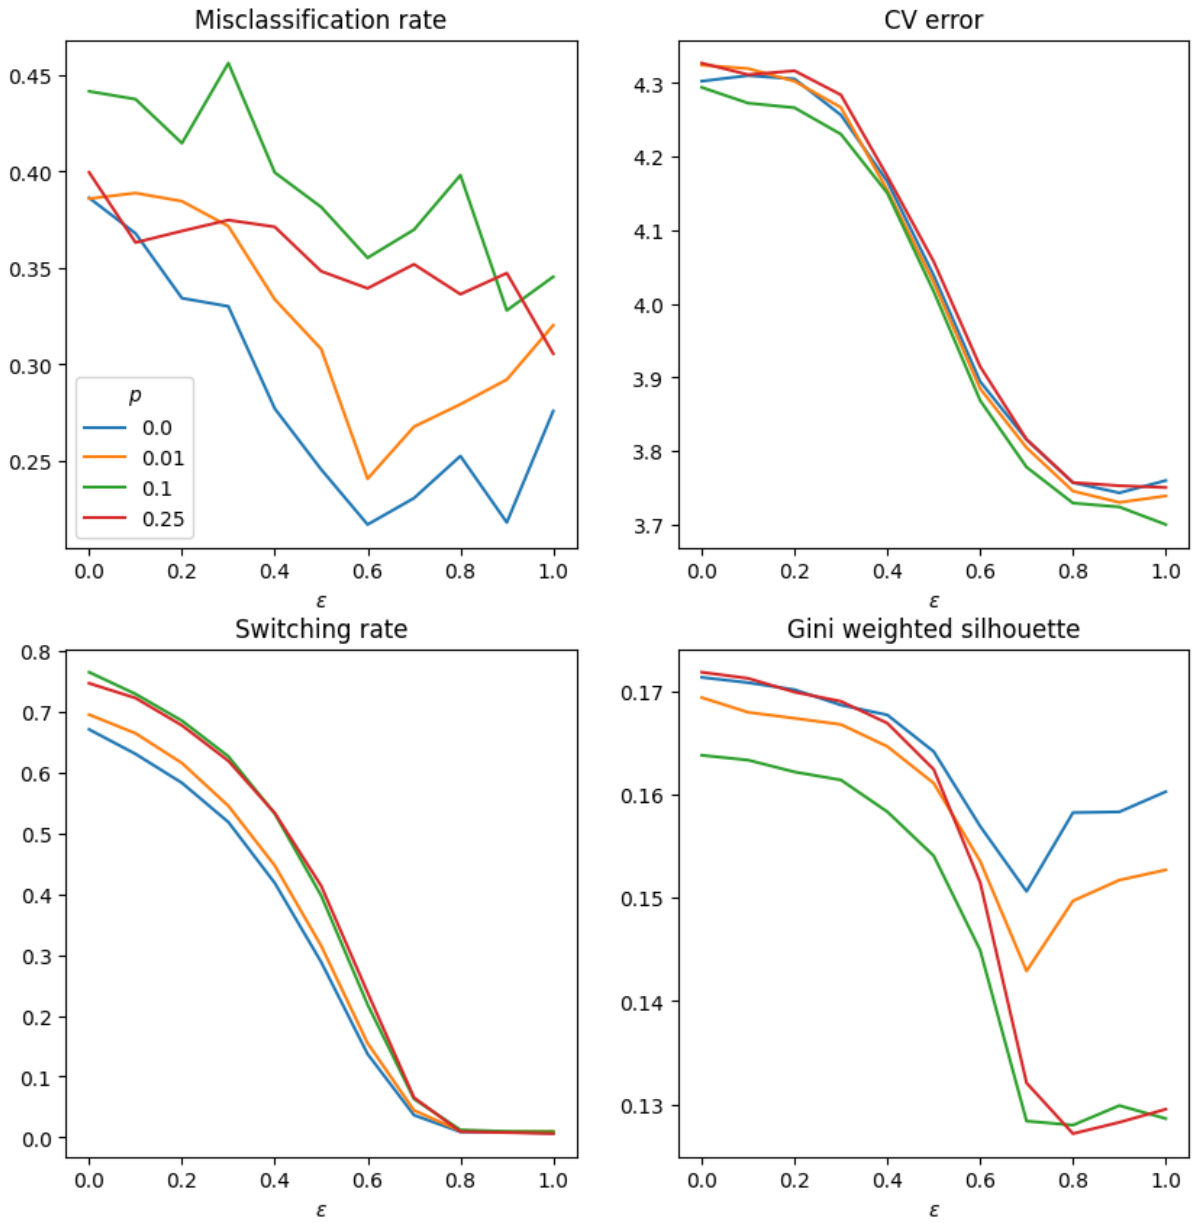 Misclassification rate
0.45
0.40
0.35
0.30
0.25
p
0.0
0.01
0.1
0.25
0.0 0.2 0.4 0.6 0.8 1.0
ε
CV error
4.3
4.2
4.1
4.0
3.9
3.8
3.7
0.0 0.2 0.4 0.6 0.8 1.0
ε
Switching rate
0.8
0.7
0.6
0.5
0.4
0.3
0.2
0.1
0.0
0.0 0.2 0.4 0.6 0.8 1.0
ε
Gini weighted silhouette
0.17
0.16
0.15
0.14
0.13
0.0 0.2 0.4 0.6 0.8 1.0
ε